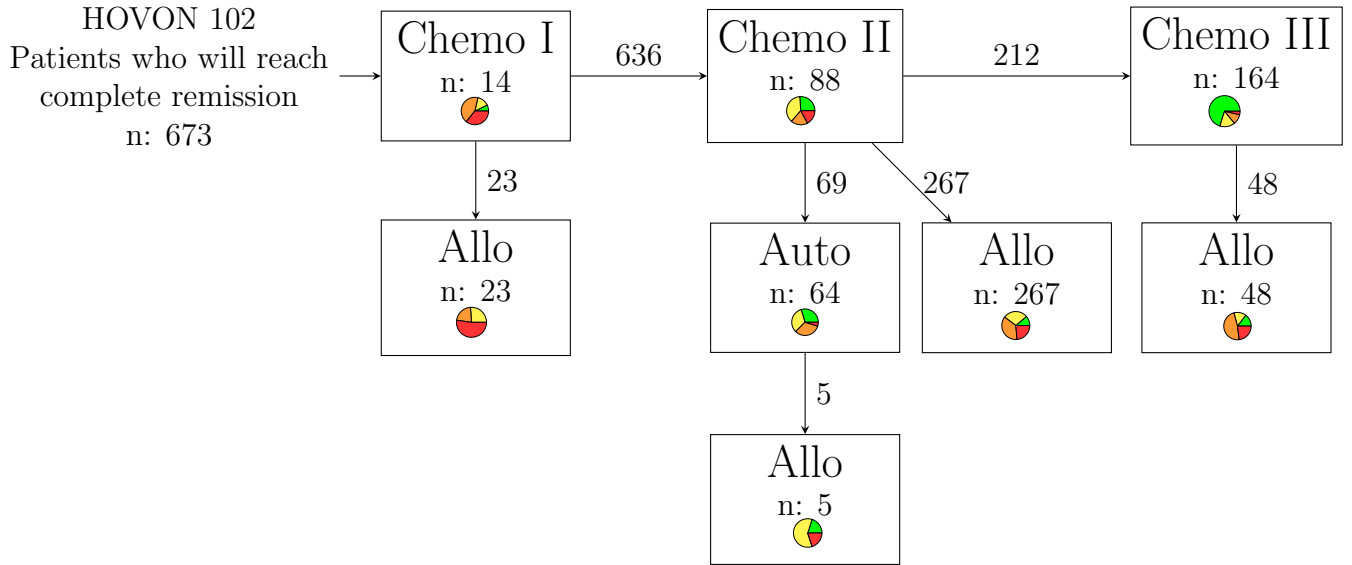 HOVON 102
Patients who will reach
complete remission
n: 673
Chemo I
n: 14
636
Chemo II
n: 88
212
Chemo III
n: 164
23
69
267
48
Allo
n: 23
Auto
n: 64
Allo
n: 267
Allo
n: 48
5
Allo
n: 5